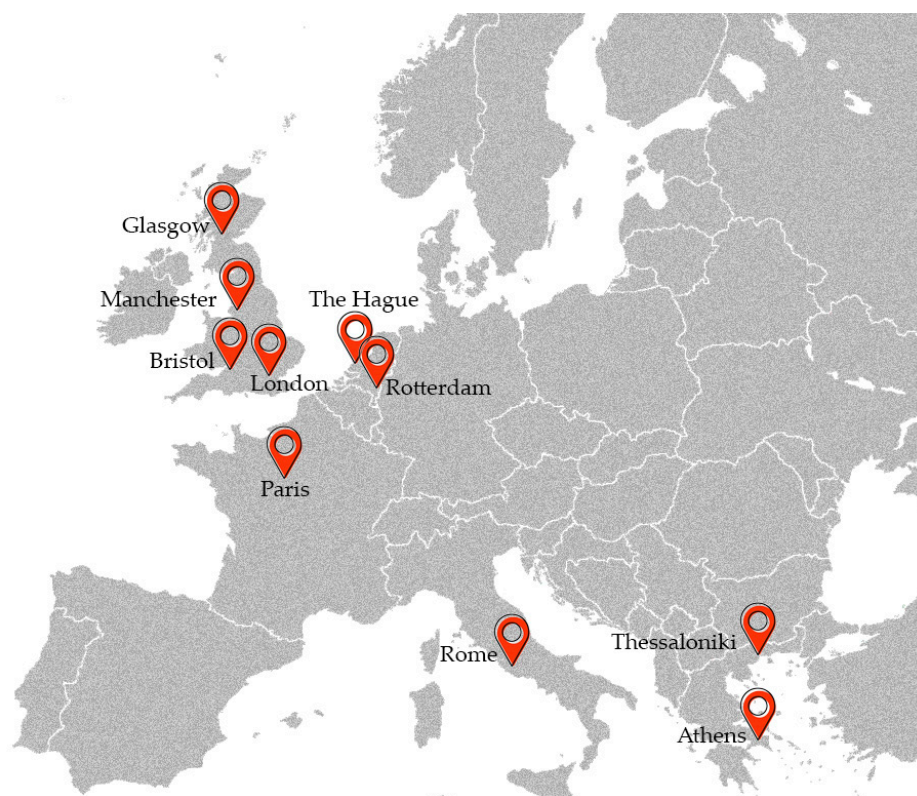 Glasgow
Manchester
The Hague
Bristol
London
Rotterdam
Paris
Thessaloniki
Rome
Athens